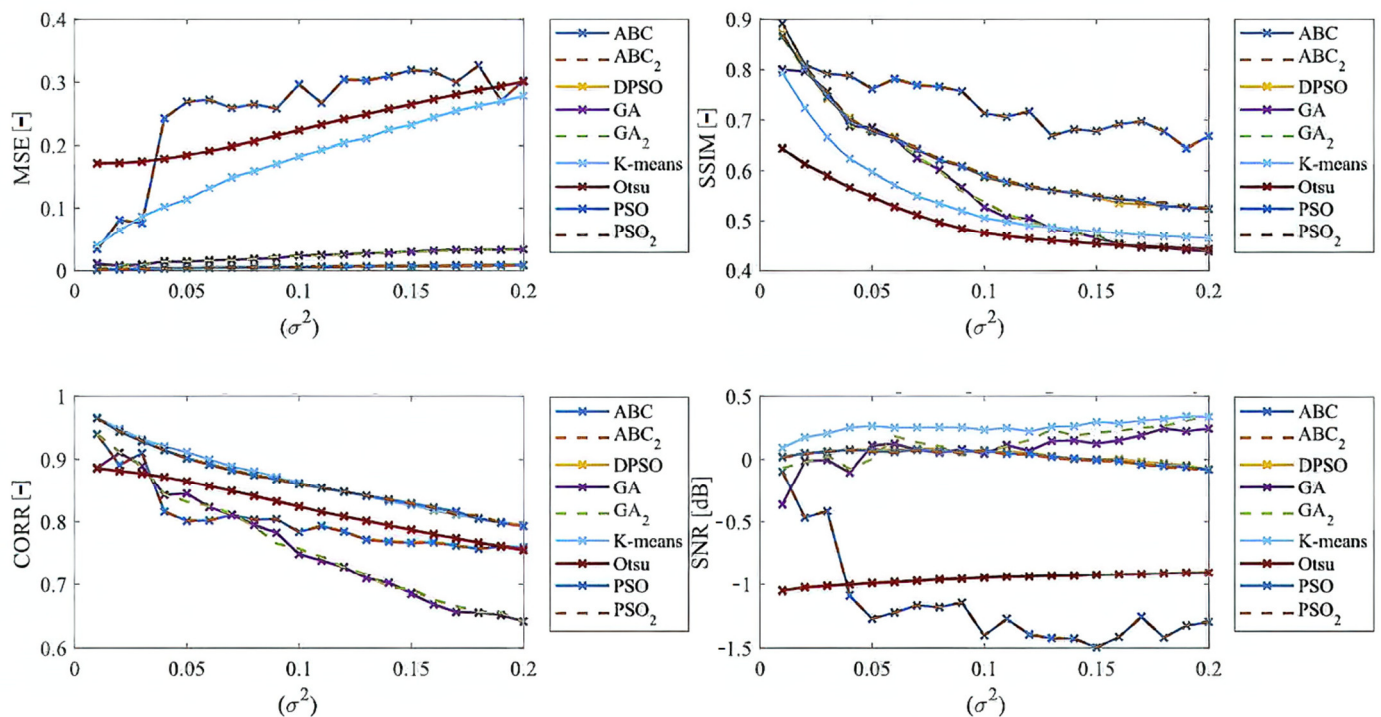 0.4
0.3
0.2
0.1
0
MSE [-]
0 0.05 0.1 0.15 0.2
(σ²)
ABC
ABC₂
DPSO
GA
GA₂
K-means
Otsu
PSO
PSO₂
0.9
0.8
0.7
0.6
0.5
0.4
SSIM [-]
0 0.05 0.1 0.15 0.2
(σ²)
ABC
ABC₂
DPSO
GA
GA₂
K-means
Otsu
PSO
PSO₂
1
0.9
0.8
0.7
0.6
CORR [-]
0 0.05 0.1 0.15 0.2
(σ²)
ABC
ABC₂
DPSO
GA
GA₂
K-means
Otsu
PSO
PSO₂
0.5
0
-0.5
-1
-1.5
SNR [dB]
0 0.05 0.1 0.15 0.2
(σ²)
ABC
ABC₂
DPSO
GA
GA₂
K-means
Otsu
PSO
PSO₂